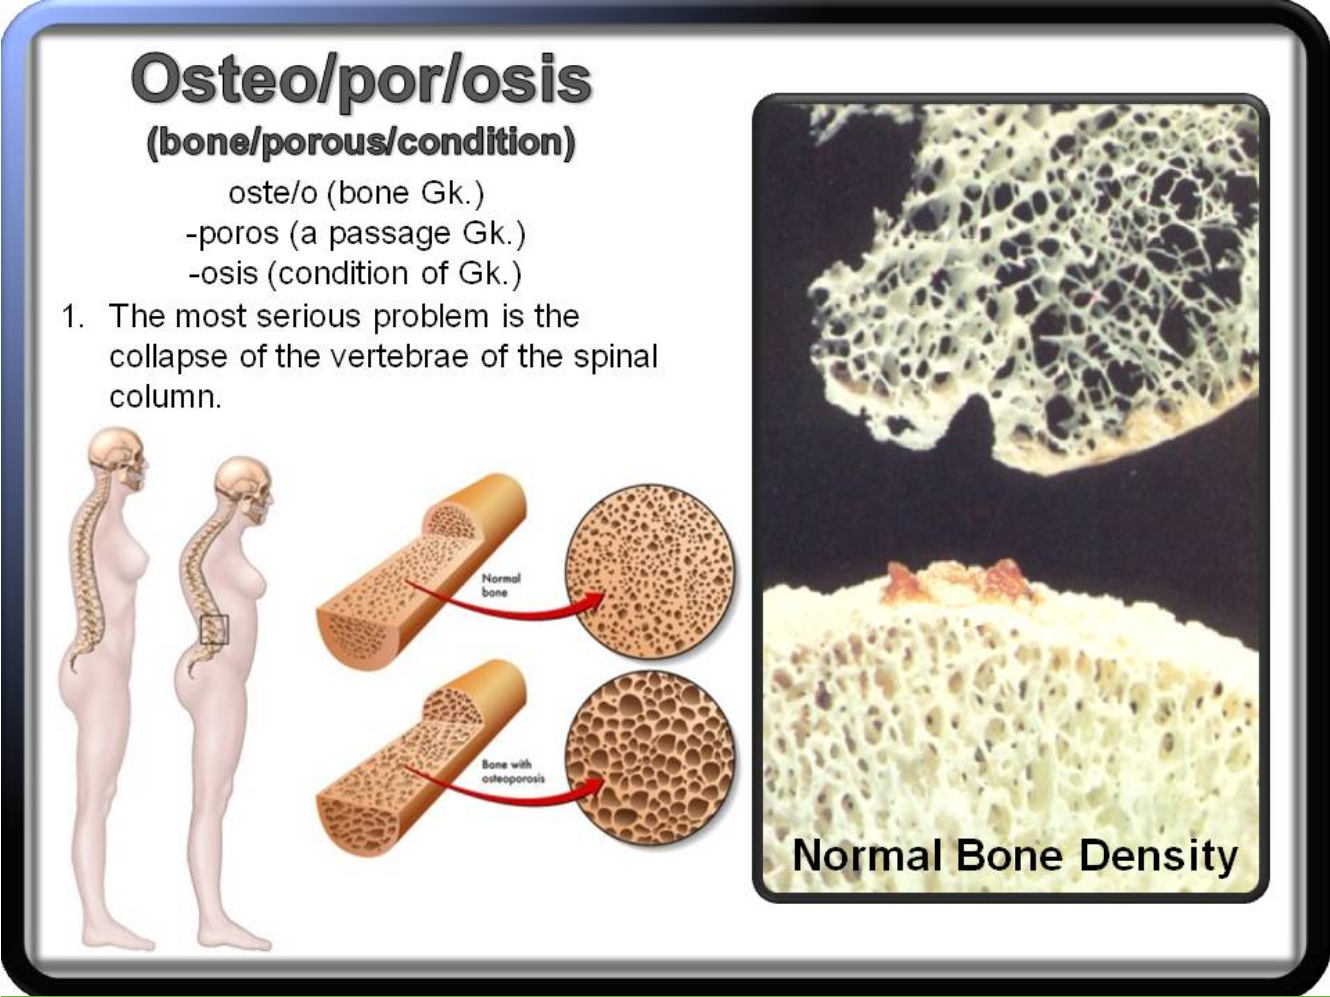 Osteo/por/osis
(bone/porous/condition)
oste/o (bone Gk.)
-poros (a passage Gk.)
-osis (condition of Gk.)
1. The most serious problem is the
collapse of the vertebrae of the spinal
column.
Normal
bone
Bone with
osteoporosis
Normal Bone Density